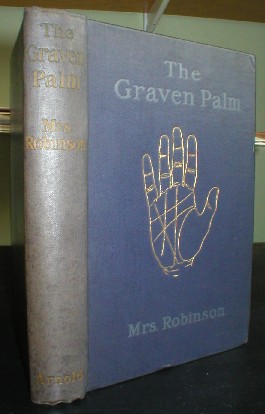 The
Graven
Palm
Mrs.
Robinson
Arnold
The
Graven Palm
Mrs. Robinson